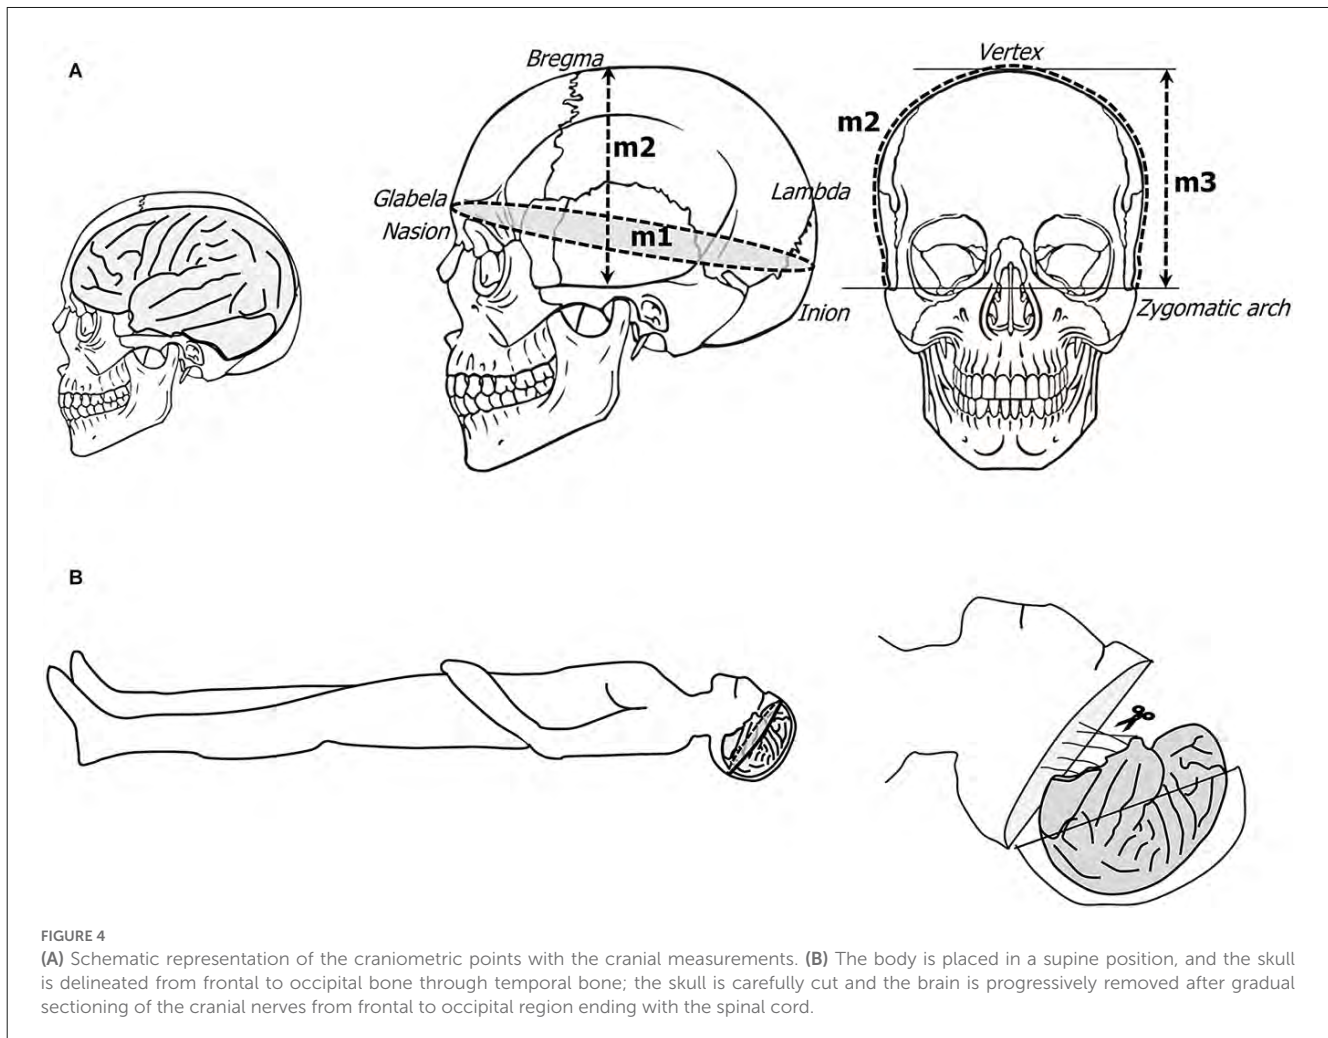 A
Bregma
Vertex
m2
m2
m3
Glabela
Lambda
Nasion
m1
Inion
Zygomatic arch
B
FIGURE 4
(A) Schematic representation of the craniometric points with the cranial measurements. (B) The body is placed in a supine position, and the skull
is delineated from frontal to occipital bone through temporal bone; the skull is carefully cut and the brain is progressively removed after gradual
sectioning of the cranial nerves from frontal to occipital region ending with the spinal cord.